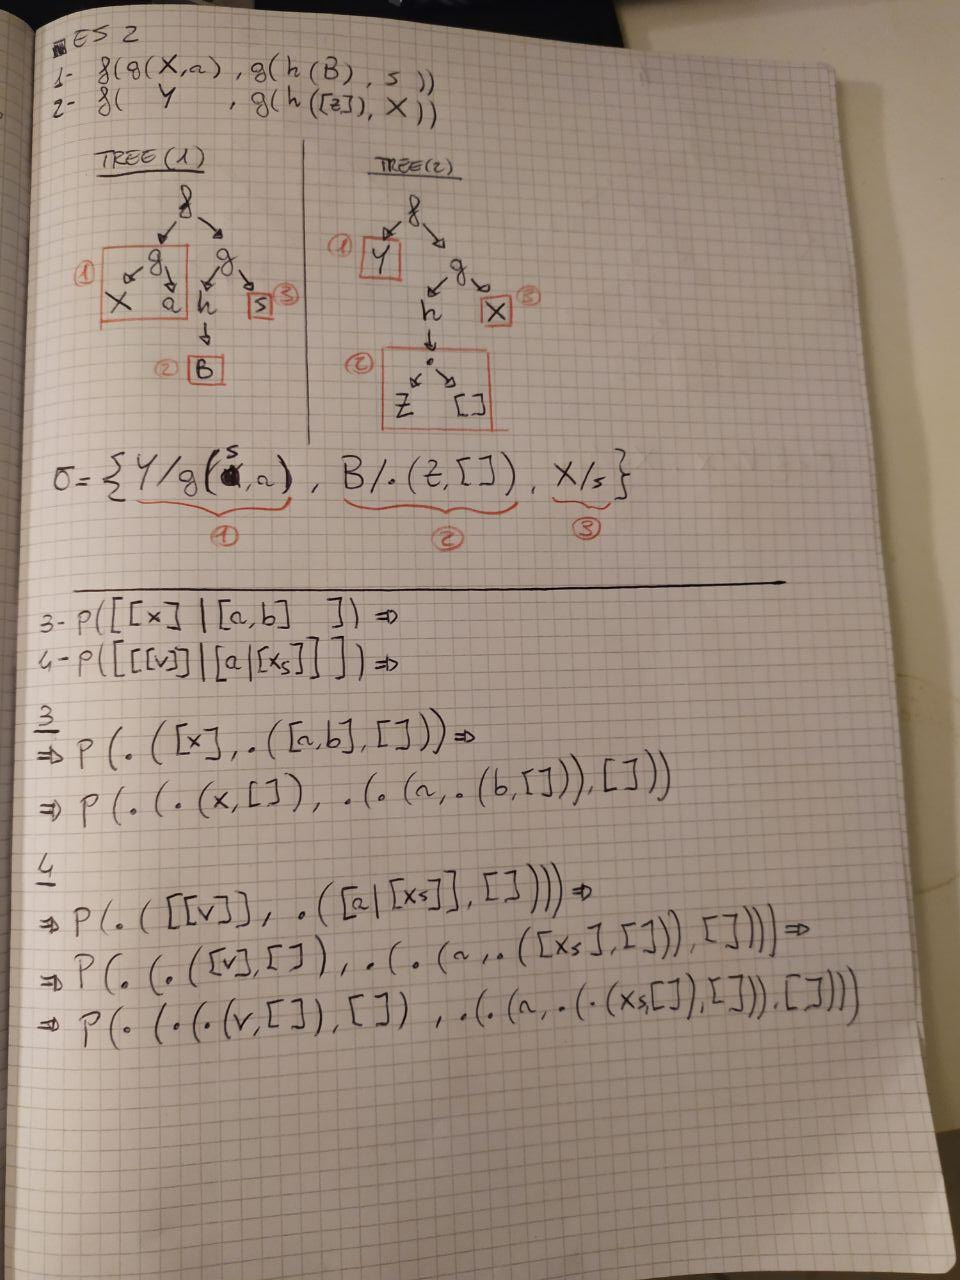 ES 2
1- f(g(X,a), g(h(B), s))
2- f( Y , g(h([z]), X))
TREE(1)
TREE(2)
f
g g
① X a h s ③
② B
f
① Y g
h X ③
② .
Z []
σ = { Y/g(s,a), B/.(Z,[]), X/s }
① ② ③
3- p([[x] | [a,b] ]) ⇒
4- p([[[v]] | [a|[xs]] ]) ⇒
3
⇒ P(.([x], .([a,b],[])) ⇒
⇒ P(.(.(x,[]), .(.(a,.(b,[])),[]))
4
⇒ P(.([[v]], .([a|[xs]],[]))) ⇒
⇒ P(.(.([v],[]), .(.(a,.([xs],[])),[]))) ⇒
⇒ P(.(.(.(v,[]),[]), .(.(a,.(.(xs,[]),[])),[])))